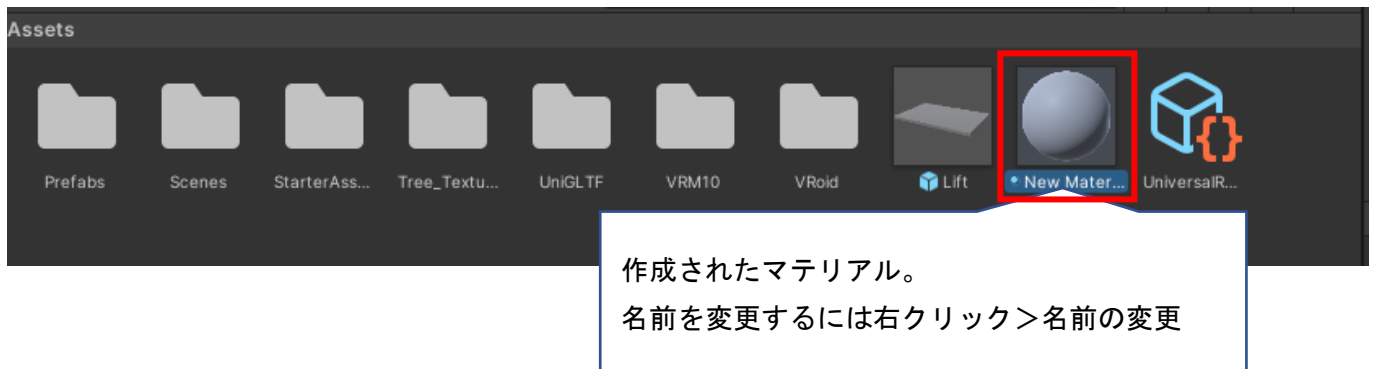 Assets
Prefabs
Scenes
StarterAss...
Tree_Textu...
UniGLTF
VRM10
VRoid
Lift
New Mater...
UniversalR...
作成されたマテリアル。
名前を変更するには右クリック＞名前の変更